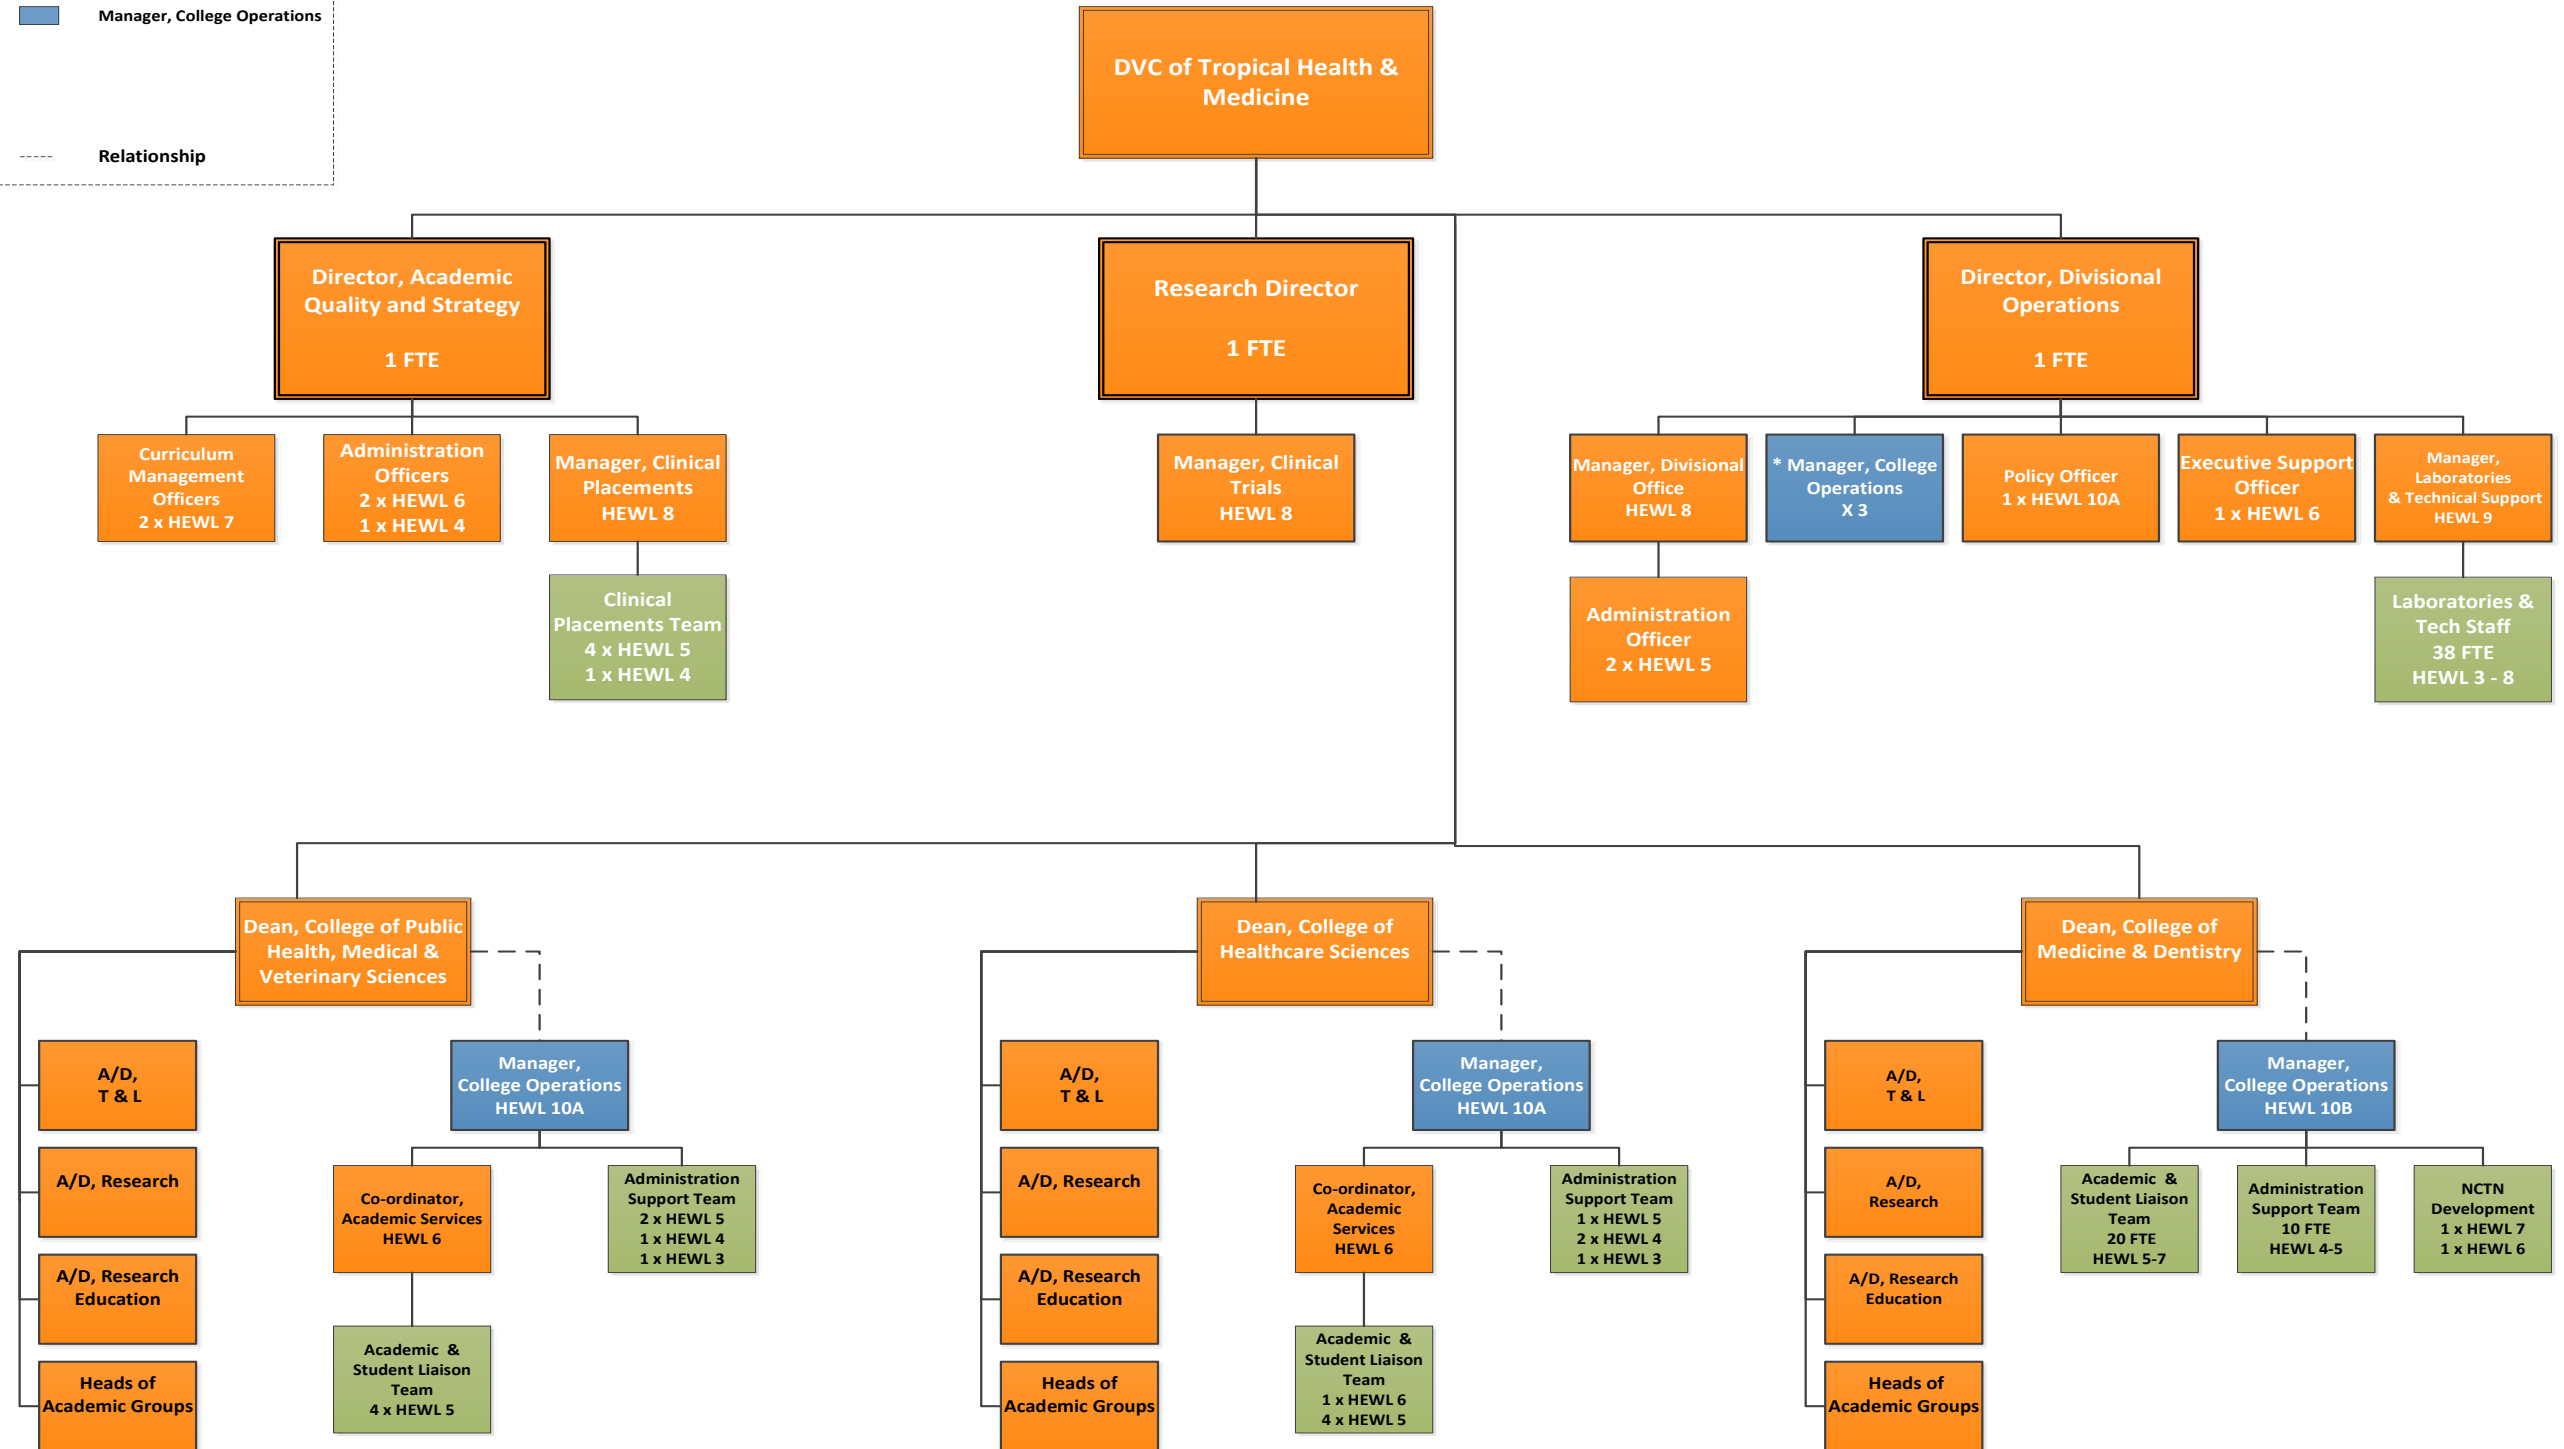 Manager, College Operations
Relationship
DVC of Tropical Health &
Medicine
Director, Academic
Quality and Strategy
1 FTE
Research Director
1 FTE
Director, Divisional
Operations
1 FTE
Curriculum
Management
Officers
2 x HEWL 7
Administration
Officers
2 x HEWL 6
1 x HEWL 4
Manager, Clinical
Placements
HEWL 8
Manager, Clinical
Trials
HEWL 8
Manager, Divisional
Office
HEWL 8
* Manager, College
Operations
X 3
Policy Officer
1 x HEWL 10A
Executive Support
Officer
1 x HEWL 6
Manager,
Laboratories
& Technical Support
HEWL 9
Clinical
Placements Team
4 x HEWL 5
1 x HEWL 4
Administration
Officer
2 x HEWL 5
Laboratories &
Tech Staff
38 FTE
HEWL 3 - 8
Dean, College of Public
Health, Medical &
Veterinary Sciences
Dean, College of
Healthcare Sciences
Dean, College of
Medicine & Dentistry
A/D,
T & L
A/D, Research
A/D, Research
Education
Heads of
Academic Groups
Manager,
College Operations
HEWL 10A
Co-ordinator,
Academic Services
HEWL 6
Administration
Support Team
2 x HEWL 5
1 x HEWL 4
1 x HEWL 3
Academic &
Student Liaison
Team
4 x HEWL 5
A/D,
T & L
A/D, Research
A/D, Research
Education
Heads of
Academic Groups
Manager,
College Operations
HEWL 10A
Co-ordinator,
Academic
Services
HEWL 6
Administration
Support Team
1 x HEWL 5
2 x HEWL 4
1 x HEWL 3
Academic &
Student Liaison
Team
1 x HEWL 6
4 x HEWL 5
A/D,
T & L
A/D,
Research
A/D, Research
Education
Heads of
Academic Groups
Manager,
College Operations
HEWL 10B
Academic &
Student Liaison
Team
20 FTE
HEWL 5-7
Administration
Support Team
10 FTE
HEWL 4-5
NCTN
Development
1 x HEWL 7
1 x HEWL 6